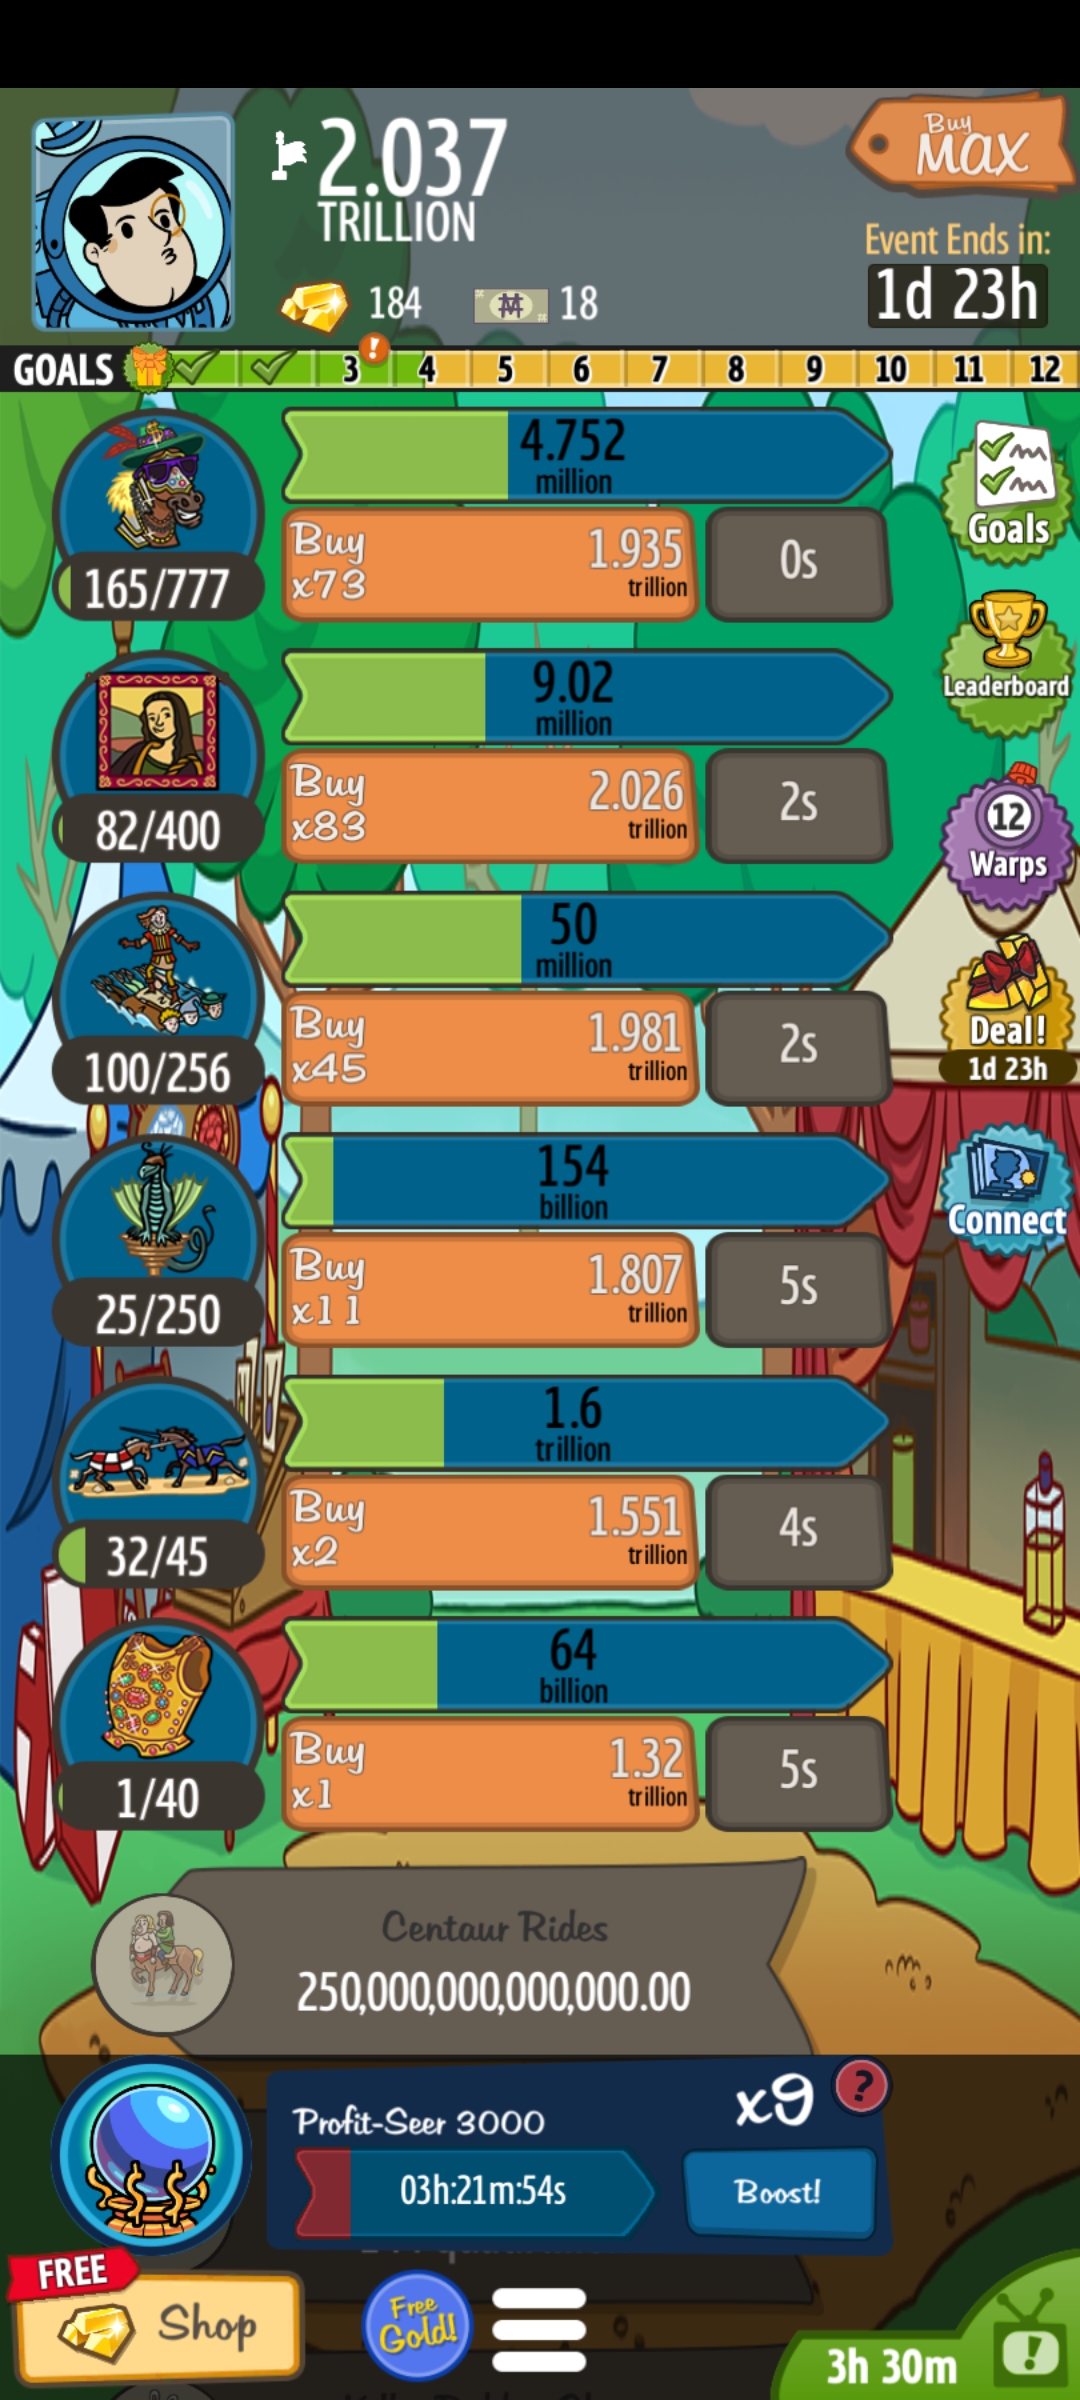 2.037
TRILLION
Buy
MAX
Event Ends in:
1d 23h
184
18
GOALS 3 ! 4 5 6 7 8 9 10 11 12
4.752
million
Buy
x73
1.935
trillion
0s
165/777
Goals
9.02
million
Buy
x83
2.026
trillion
2s
82/400
Leaderboard
12
Warps
50
million
Buy
x45
1.981
trillion
2s
100/256
Deal!
1d 23h
154
billion
Buy
x11
1.807
trillion
5s
25/250
Connect
1.6
trillion
Buy
x2
1.551
trillion
4s
32/45
64
billion
Buy
x1
1.32
trillion
5s
1/40
Centaur Rides
250,000,000,000,000.00
Profit-Seer 3000
x9
?
03h:21m:54s
Boost!
FREE
Shop
Free
Gold!
3h 30m
!